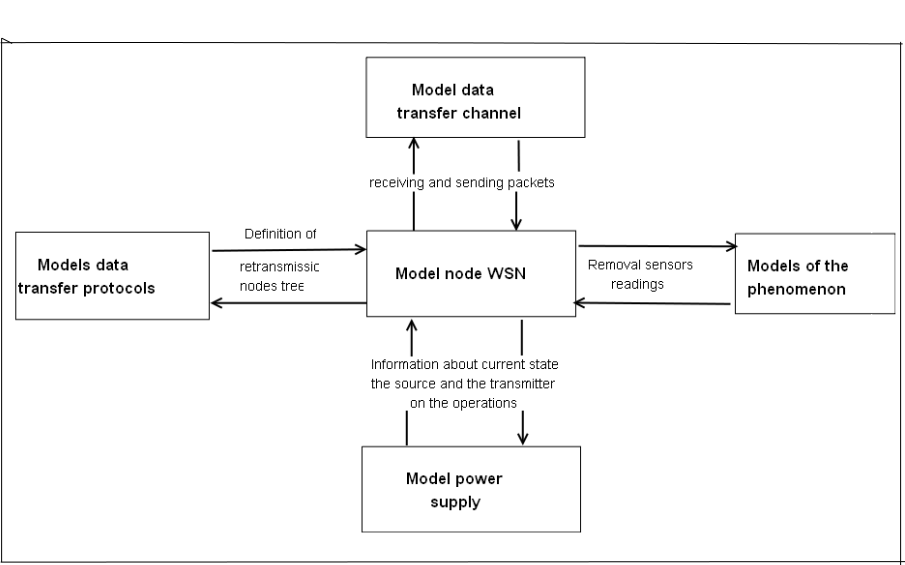 Model data
transfer channel
receiving and sending packets
Definition of
retransmissic
nodes tree
Models data
transfer protocols
Model node WSN
Removal sensors
readings
Models of the
phenomenon
Information about current state
the source and the transmitter
on the operations
Model power
supply